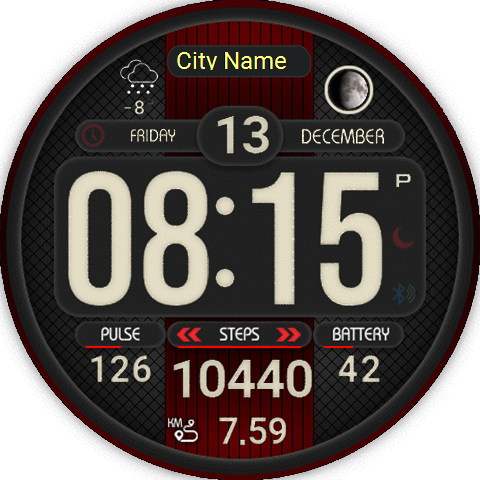 City Name
-8
FRIDAY 13 DECEMBER
08:15 P
PULSE STEPS BATTERY
126 10440 42
KM 7.59